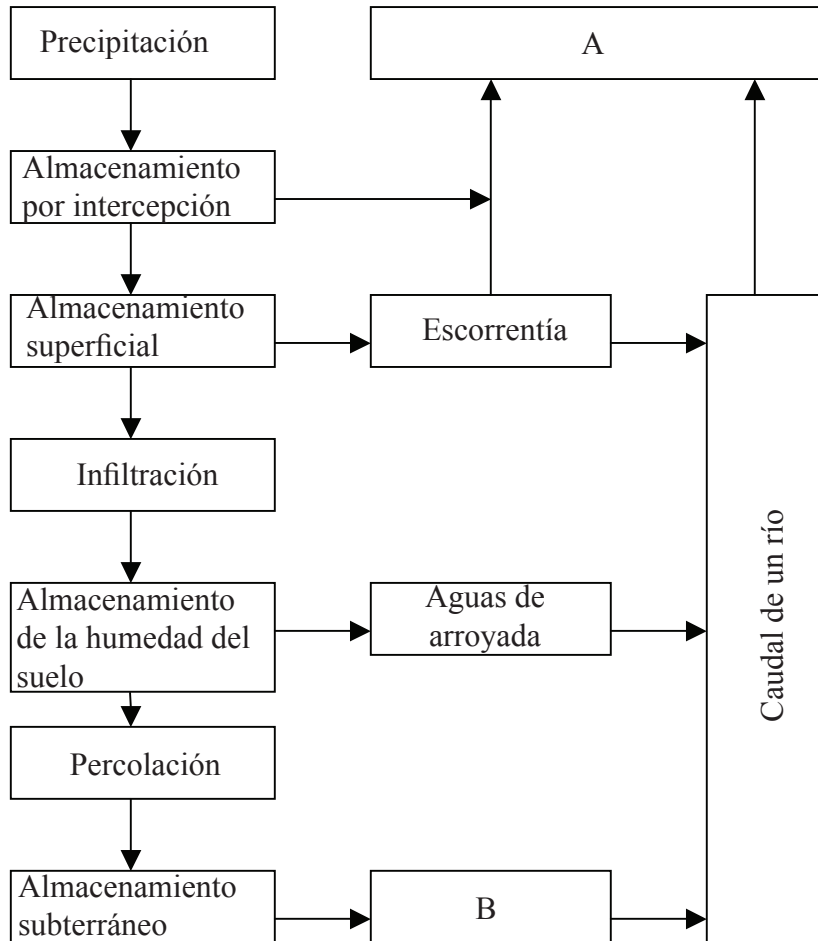 Precipitación
A
Almacenamiento
por intercepción
Almacenamiento
superficial
Escorrentía
Infiltración
Almacenamiento
de la humedad del
suelo
Aguas de
arroyada
Caudal de un río
Percolación
Almacenamiento
subterráneo
B